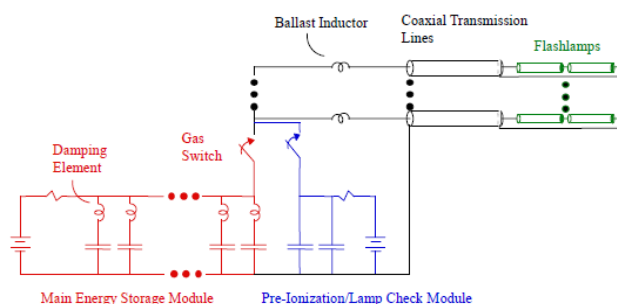 Ballast Inductor
Coaxial Transmission
Lines
Flashlamps
Gas
Switch
Damping
Element
Main Energy Storage Module
Pre-Ionization/Lamp Check Module